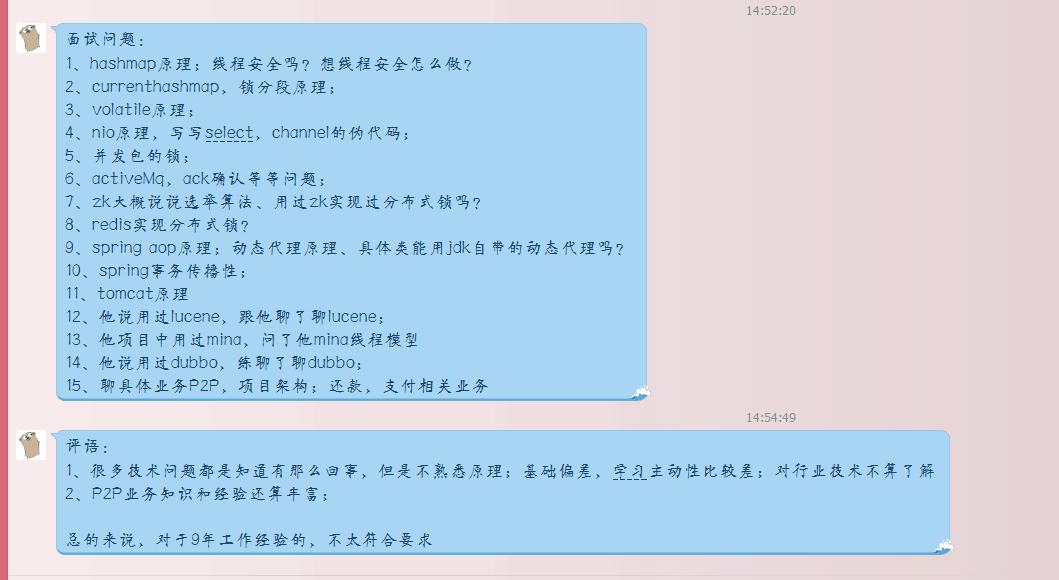 14:52:20
面试问题：
1、hashmap原理；线程安全吗？想线程安全怎么做？
2、currenthashmap，锁分段原理；
3、volatile原理；
4、nio原理，写写select，channel的伪代码；
5、并发包的锁；
6、activeMq，ack确认等等问题；
7、zk大概说说选举算法、用过zk实现过分布式锁吗？
8、redis实现分布式锁？
9、spring aop原理；动态代理原理、具体类能用jdk自带的动态代理吗？
10、spring事务传播性；
11、tomcat原理
12、他说用过lucene，跟他聊了聊lucene；
13、他项目中用过mina，问了他mina线程模型
14、他说用过dubbo，练聊了聊dubbo；
15、聊具体业务P2P，项目架构；还款，支付相关业务
14:54:49
评语：
1、很多技术问题都是知道有那么回事，但是不熟悉原理；基础偏差，学习主动性比较差；对行业技术不算了解
2、P2P业务知识和经验还算丰富；
总的来说，对于9年工作经验的，不太符合要求